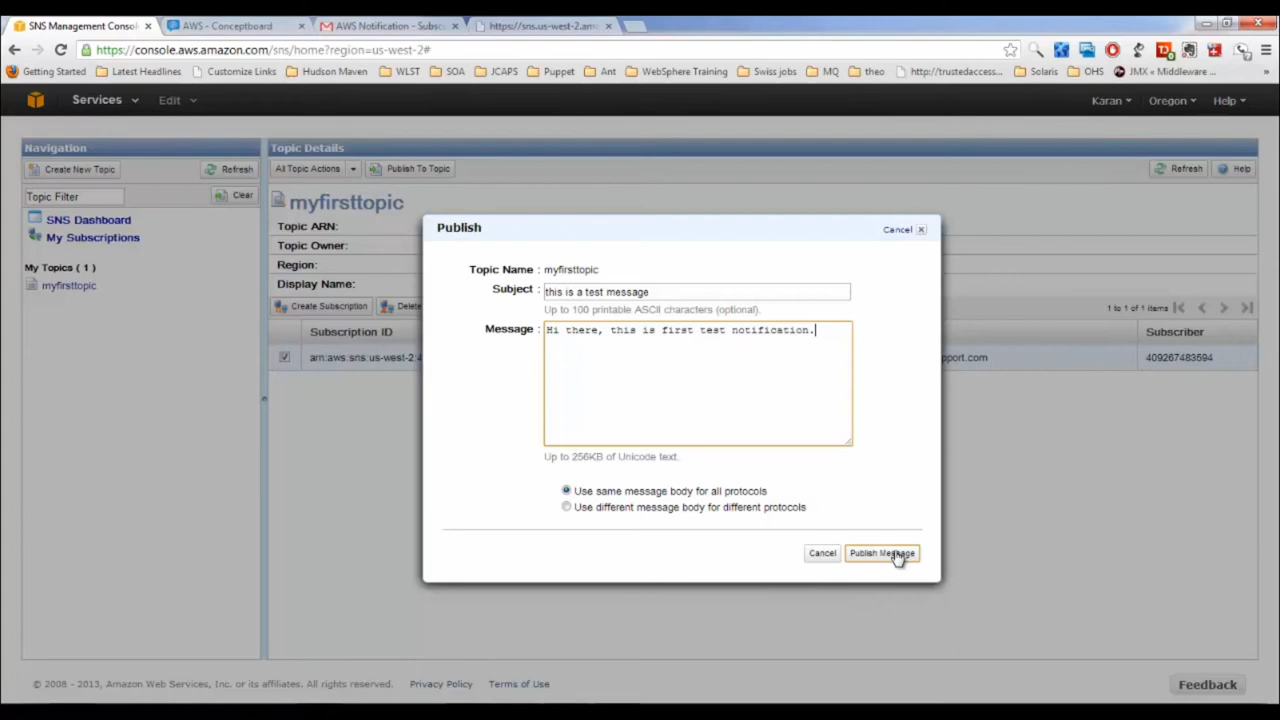 SNS Management Consol
AWS - Conceptboard
AWS Notification - Subsc
https://sns.us-west-2.ama
https://console.aws.amazon.com/sns/home?region=us-west-2#
Getting Started
Latest Headlines
Customize Links
Hudson Maven
WLST
SOA
JCAPS
Puppet
Ant
WebSphere Training
Swiss jobs
MQ
theo
http://trustedaccess...
Solaris
OHS
JMX « Middleware ...
»
Services
Edit
Karan
Oregon
Help
Navigation
Topic Details
Create New Topic
Refresh
All Topic Actions
Publish To Topic
Refresh
Help
Topic Filter
Clear
SNS Dashboard
My Subscriptions
My Topics ( 1 )
myfirsttopic
myfirsttopic
Topic ARN:
Topic Owner:
Region:
Display Name:
Create Subscription
Delete
1 to 1 of 1 items
Subscription ID
Subscriber
arn:aws:sns:us-west-2:4
pport.com
409267483594
Publish
Cancel
Topic Name : myfirsttopic
Subject : this is a test message
Up to 100 printable ASCII characters (optional).
Message : Hi there, this is first test notification.
Up to 256KB of Unicode text.
Use same message body for all protocols
Use different message body for different protocols
Cancel
Publish Message
© 2008 - 2013, Amazon Web Services, Inc. or its affiliates. All rights reserved.
Privacy Policy
Terms of Use
Feedback